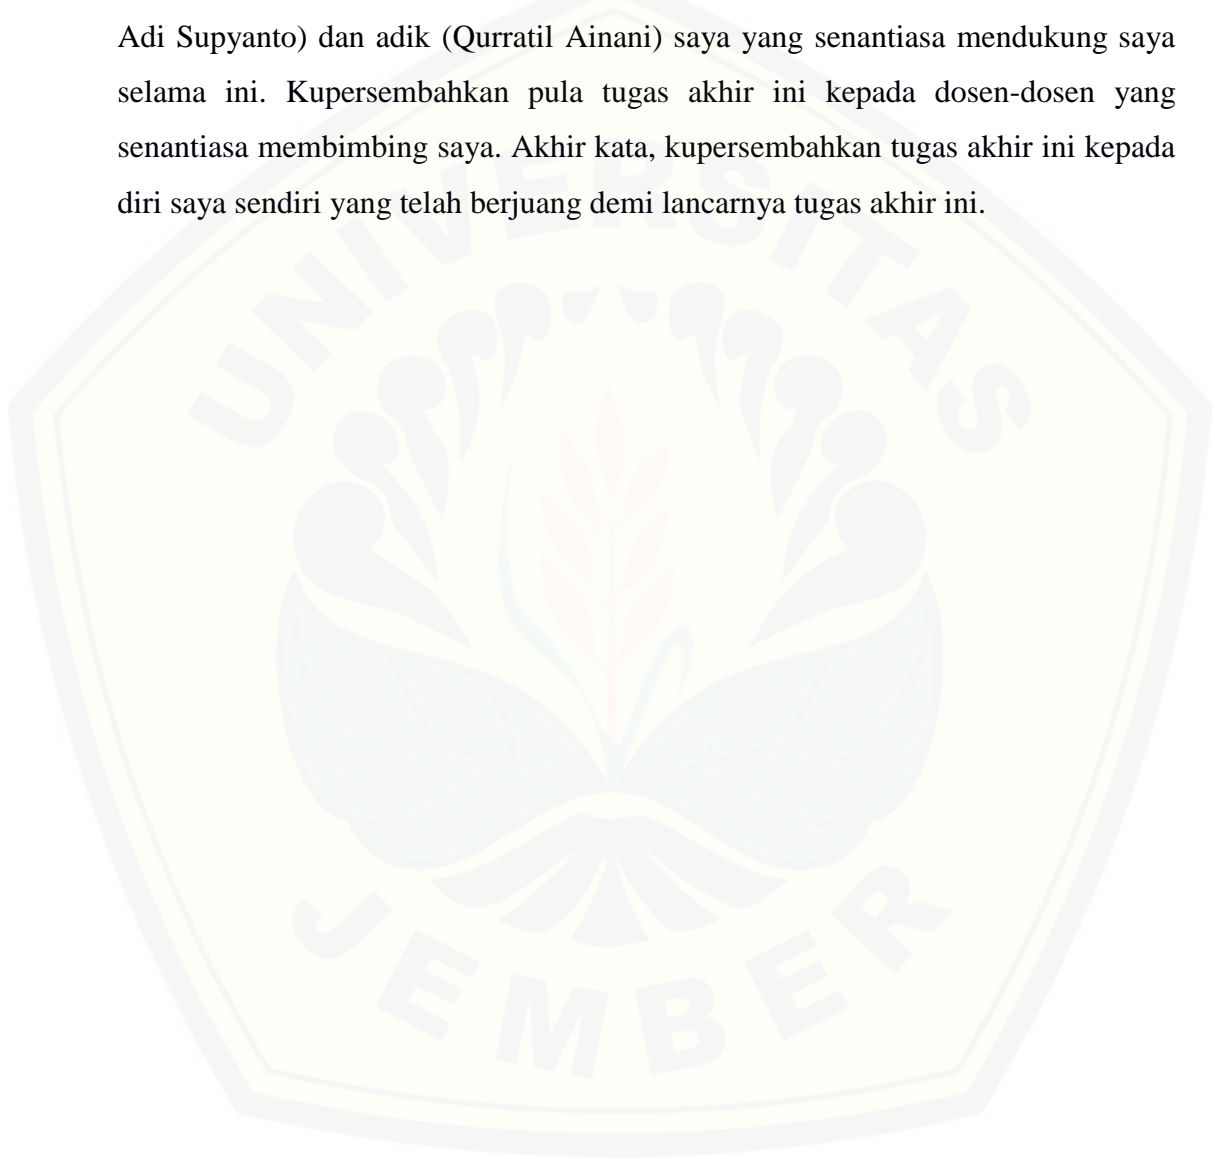 Adi Supyanto) dan adik (Qurratil Ainani) saya yang senantiasa mendukung saya
selama ini. Kupersembahkan pula tugas akhir ini kepada dosen-dosen yang
senantiasa membimbing saya. Akhir kata, kupersembahkan tugas akhir ini kepada
diri saya sendiri yang telah berjuang demi lancarnya tugas akhir ini.
UNIVERSITAS
JEMBER